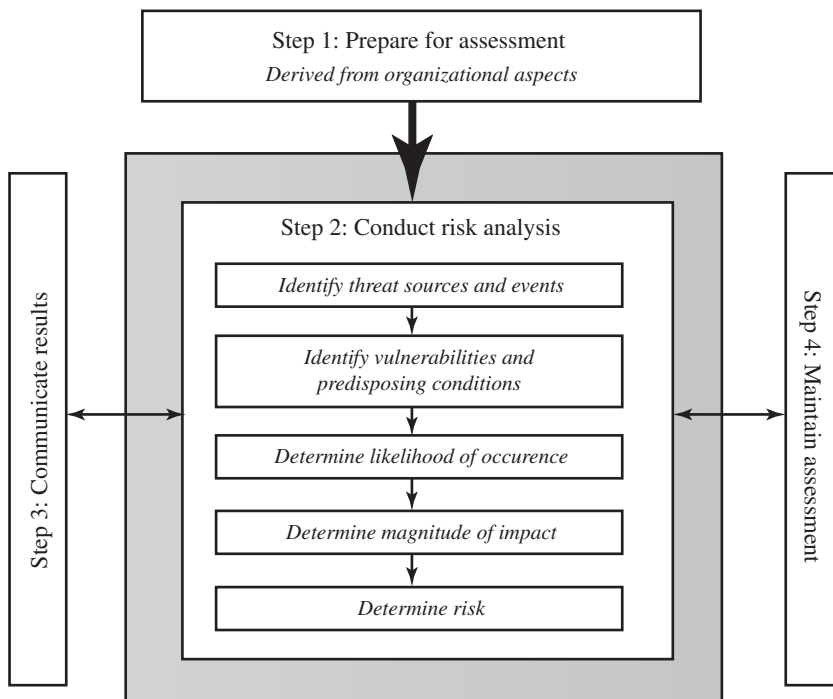 Step 1: Prepare for assessment
Derived from organizational aspects
Step 2: Conduct risk analysis
Identify threat sources and events
Identify vulnerabilities and
predisposing conditions
Determine likelihood of occurence
Determine magnitude of impact
Determine risk
Step 3: Communicate results
Step 4: Maintain assessment